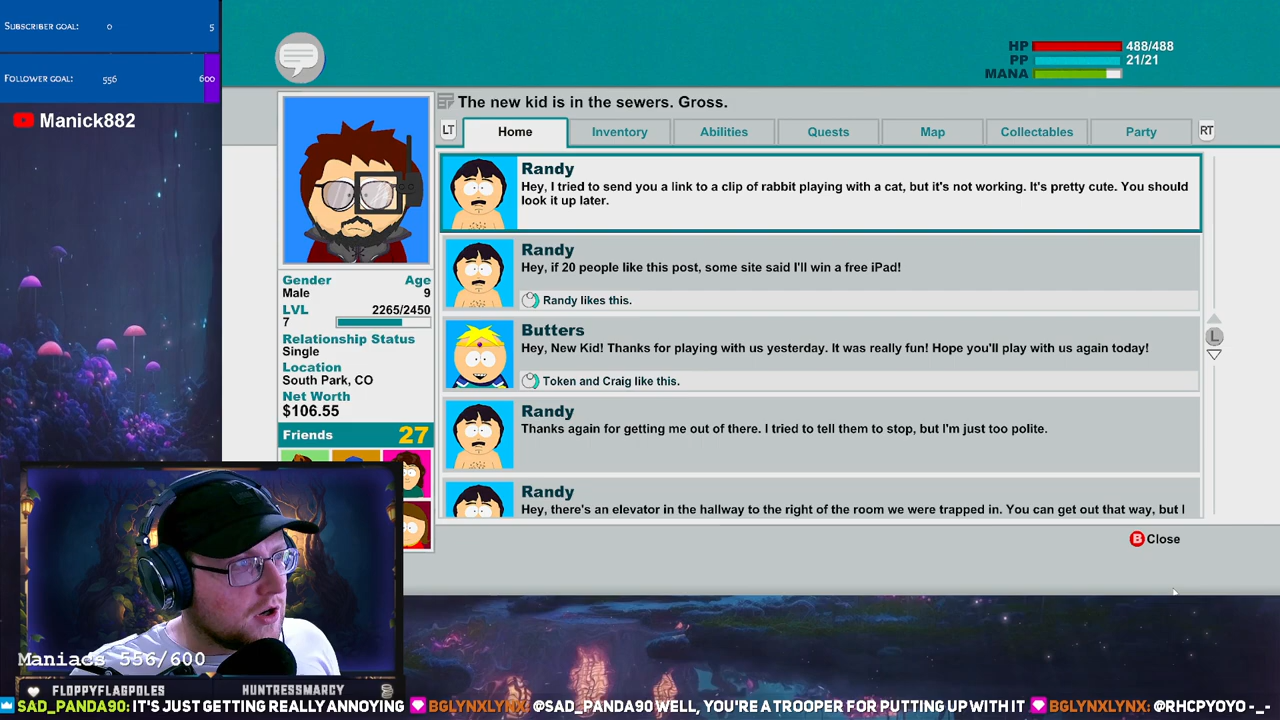 SUBSCRIBER GOAL: 0 5
FOLLOWER GOAL: 556 600
Manick882
HP 488/488
PP 21/21
MANA
The new kid is in the sewers. Gross.
LT Home Inventory Abilities Quests Map Collectables Party RT
Randy
Hey, I tried to send you a link to a clip of rabbit playing with a cat, but it's not working. It's pretty cute. You should
look it up later.
Randy
Hey, if 20 people like this post, some site said I'll win a free iPad!
Randy likes this.
Butters
Hey, New Kid! Thanks for playing with us yesterday. It was really fun! Hope you'll play with us again today!
Token and Craig like this.
Randy
Thanks again for getting me out of there. I tried to tell them to stop, but I'm just too polite.
Randy
Hey, there's an elevator in the hallway to the right of the room we were trapped in. You can get out that way, but I
L
Gender Age
Male 9
LVL 2265/2450
7
Relationship Status
Single
Location
South Park, CO
Net Worth
$106.55
Friends 27
B Close
Maniacs 556/600
FLOPPYFLAGPOLES HUNTRESSMARCY
SAD_PANDA90: IT'S JUST GETTING REALLY ANNOYING BGLYNXLYNX: @SAD_PANDA90 WELL, YOU'RE A TROOPER FOR PUTTING UP WITH IT BGLYNXLYNX: @RHCPYOYO -_-